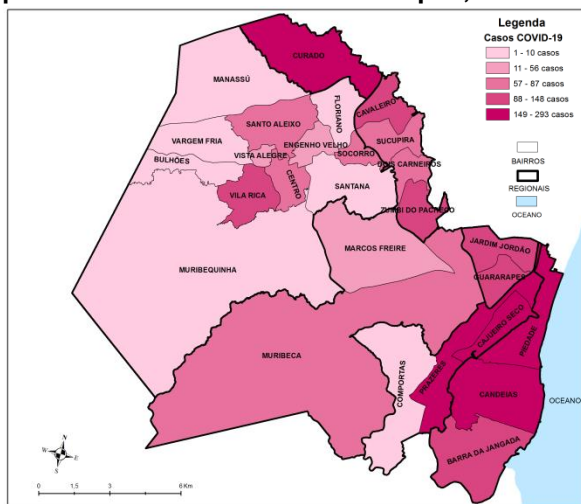 Legenda
Casos COVID-19
1 - 10 casos
11 - 56 casos
57 - 87 casos
88 - 148 casos
149 - 293 casos
BAIRROS
REGIONAIS
OCEANO
CURADO
MANASSÚ
FLORIANO
CAVALEIRO
SANTO ALEIXO
VARGEM FRIA
ENGENHO VELHO
SUCUPIRA
BULHÕES
VISTA ALEGRE
SOCORRO
DOIS CARNEIROS
CENTRO
SANTANA
VILA RICA
ZUMBI DO PACHECO
MURIBEQUINHA
MARCOS FREIRE
JARDIM JORDÃO
GUARARAPES
CAJUEIRO SECO
PIEDADE
MURIBECA
COMPORTAS
PRAZERES
CANDEIAS
OCEANO
BARRA DA JANGADA
N
E
S
0 1,5 3 6 Km